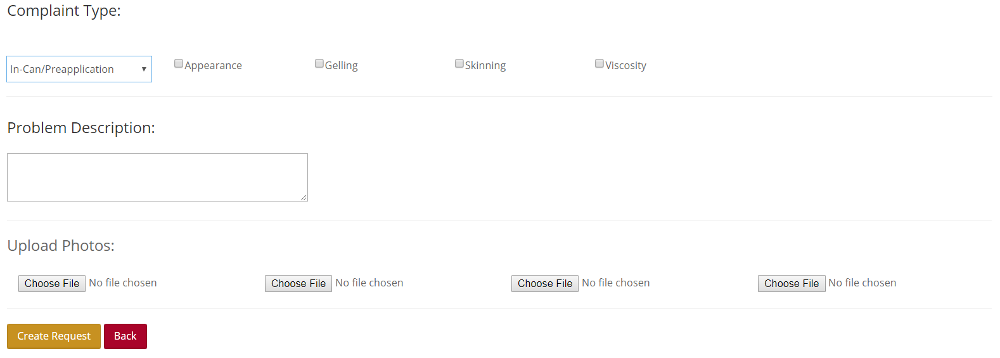 Complaint Type:
In-Can/Preapplication Appearance Gelling Skinning Viscosity
Problem Description:
Upload Photos:
Choose File No file chosen Choose File No file chosen Choose File No file chosen Choose File No file chosen
Create Request Back